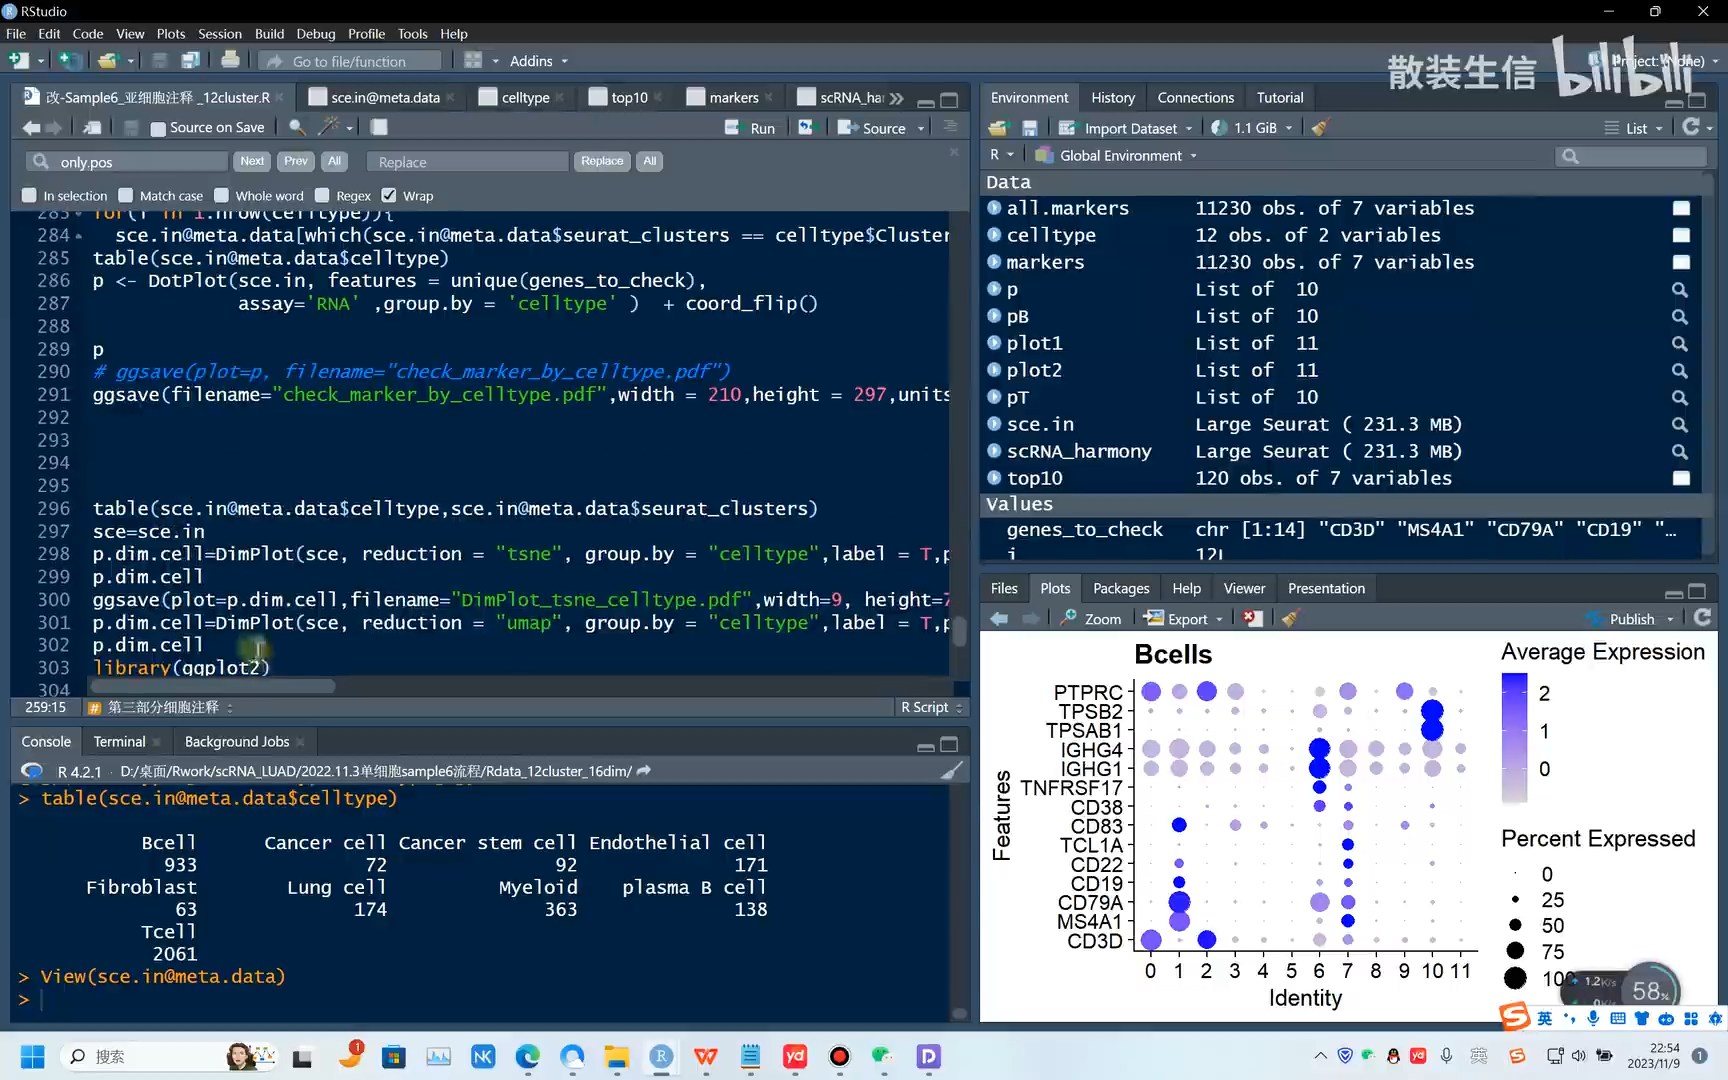 RStudio
File Edit Code View Plots Session Build Debug Profile Tools Help
Go to file/function Addins
Project: (None)
散装生信 bilibili
改-Sample6_亚细胞注释 _12cluster.R sce.in@meta.data celltype top10 markers scRNA_ha
Source on Save Run Source
only.pos Next Prev All Replace Replace All
In selection Match case Whole word Regex Wrap
284 sce.in@meta.data[which(sce.in@meta.data$seurat_clusters == celltype$Cluster
285 table(sce.in@meta.data$celltype)
286 p <- DotPlot(sce.in, features = unique(genes_to_check),
287 assay='RNA' ,group.by = 'celltype' ) + coord_flip()
288
289 p
290 # ggsave(plot=p, filename="check_marker_by_celltype.pdf")
291 ggsave(filename="check_marker_by_celltype.pdf",width = 210,height = 297,units
292
293
294
295
296 table(sce.in@meta.data$celltype,sce.in@meta.data$seurat_clusters)
297 sce=sce.in
298 p.dim.cell=DimPlot(sce, reduction = "tsne", group.by = "celltype",label = T,p
299 p.dim.cell
300 ggsave(plot=p.dim.cell,filename="DimPlot_tsne_celltype.pdf",width=9, height=7
301 p.dim.cell=DimPlot(sce, reduction = "umap", group.by = "celltype",label = T,p
302 p.dim.cell
303 library(ggplot2)
304
259:15 # 第三部分细胞注释 R Script
Console Terminal Background Jobs
R 4.2.1 · D:/桌面/Rwork/scRNA_LUAD/2022.11.3单细胞sample6流程/Rdata_12cluster_16dim/
> table(sce.in@meta.data$celltype)
Bcell Cancer cell Cancer stem cell Endothelial cell
933 72 92 171
Fibroblast Lung cell Myeloid plasma B cell
63 174 363 138
Tcell
2061
> View(sce.in@meta.data)
>
Environment History Connections Tutorial
Import Dataset 1.1 GiB List
R Global Environment
Data
all.markers 11230 obs. of 7 variables
celltype 12 obs. of 2 variables
markers 11230 obs. of 7 variables
p List of 10
pB List of 10
plot1 List of 11
plot2 List of 11
pT List of 10
sce.in Large Seurat ( 231.3 MB)
scRNA_harmony Large Seurat ( 231.3 MB)
top10 120 obs. of 7 variables
Values
genes_to_check chr [1:14] "CD3D" "MS4A1" "CD79A" "CD19" "...
i 12L
Files Plots Packages Help Viewer Presentation
Zoom Export Publish
Bcells
PTPRC
TPSB2
TPSAB1
IGHG4
IGHG1
TNFRSF17
CD38
CD83
TCL1A
CD22
CD19
CD79A
MS4A1
CD3D
Features
0 1 2 3 4 5 6 7 8 9 10 11
Identity
Average Expression
2
1
0
Percent Expressed
0
25
50
75
100
1.2K/s
0K/s
58%
英
搜索
1
NK
yd
英
22:54
2023/11/9
1